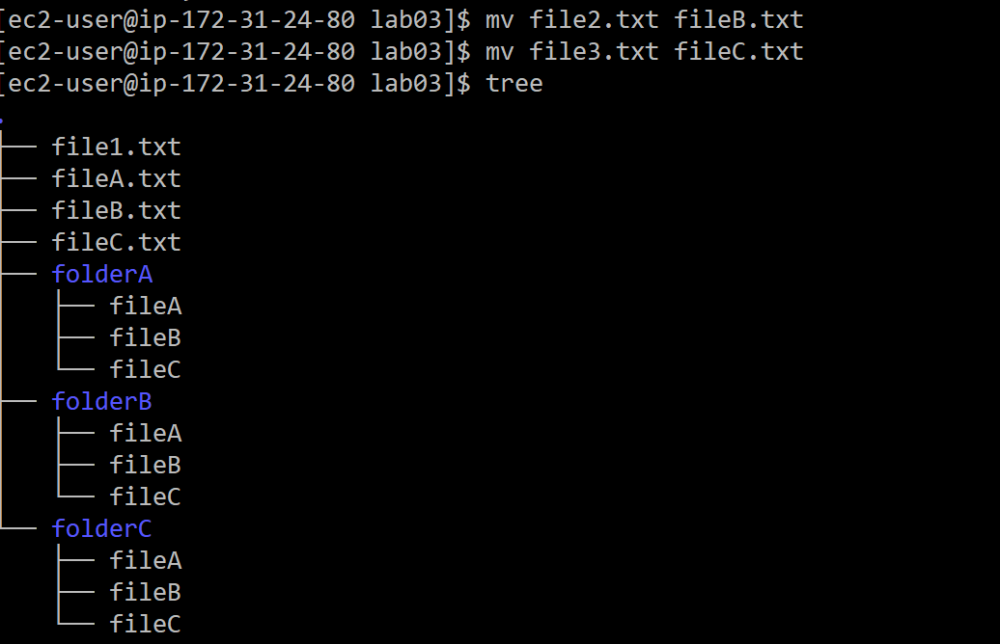 [ec2-user@ip-172-31-24-80 lab03]$ mv file2.txt fileB.txt
[ec2-user@ip-172-31-24-80 lab03]$ mv file3.txt fileC.txt
[ec2-user@ip-172-31-24-80 lab03]$ tree
.
├── file1.txt
├── fileA.txt
├── fileB.txt
├── fileC.txt
├── folderA
│   ├── fileA
│   ├── fileB
│   └── fileC
├── folderB
│   ├── fileA
│   ├── fileB
│   └── fileC
└── folderC
    ├── fileA
    ├── fileB
    └── fileC